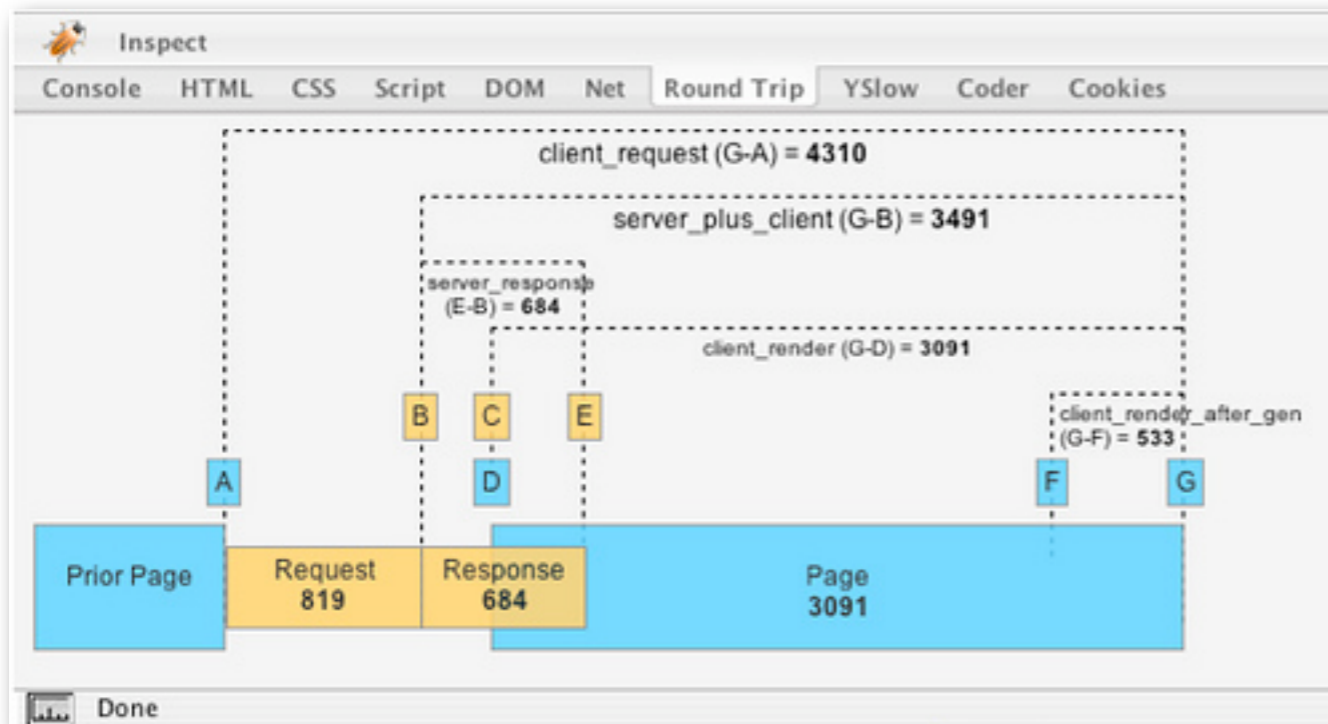 Inspect
Console HTML CSS Script DOM Net Round Trip YSlow Coder Cookies
client_request (G-A) = 4310
server_plus_client (G-B) = 3491
server_response
(E-B) = 684
client_render (G-D) = 3091
B C E
client_render_after_gen
(G-F) = 533
A D F G
Prior Page
Request
819
Response
684
Page
3091
Done